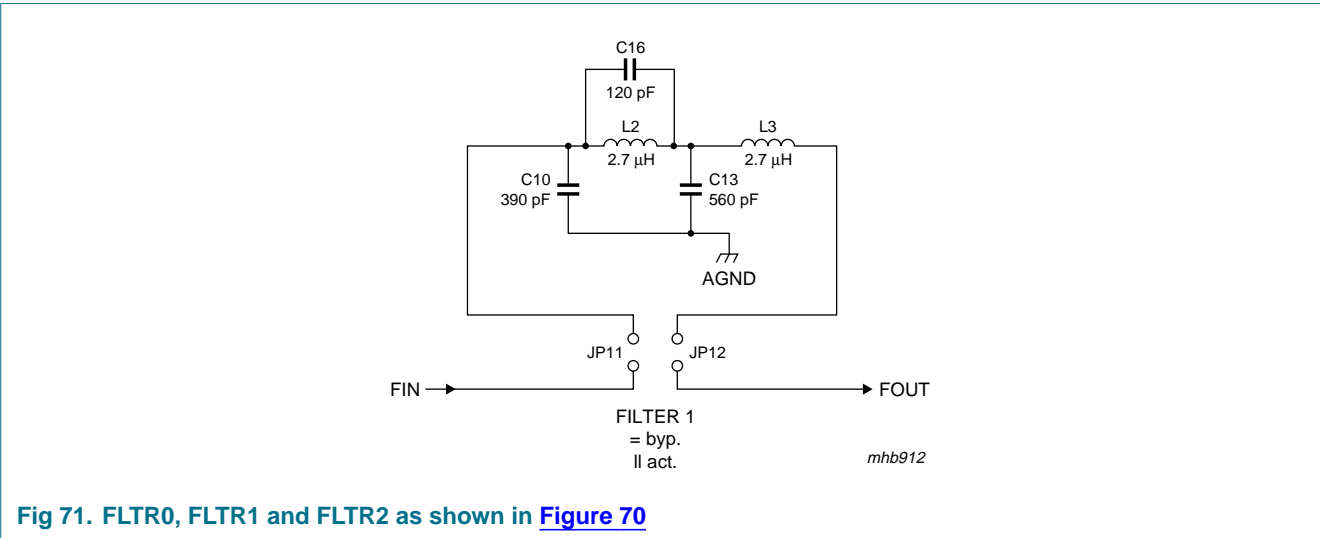 C16
120 pF
L2
2.7 μH
L3
2.7 μH
C10
390 pF
C13
560 pF
AGND
JP11
JP12
FIN
FOUT
FILTER 1
= byp.
ll act.
mhb912
Fig 71. FLTR0, FLTR1 and FLTR2 as shown in Figure 70